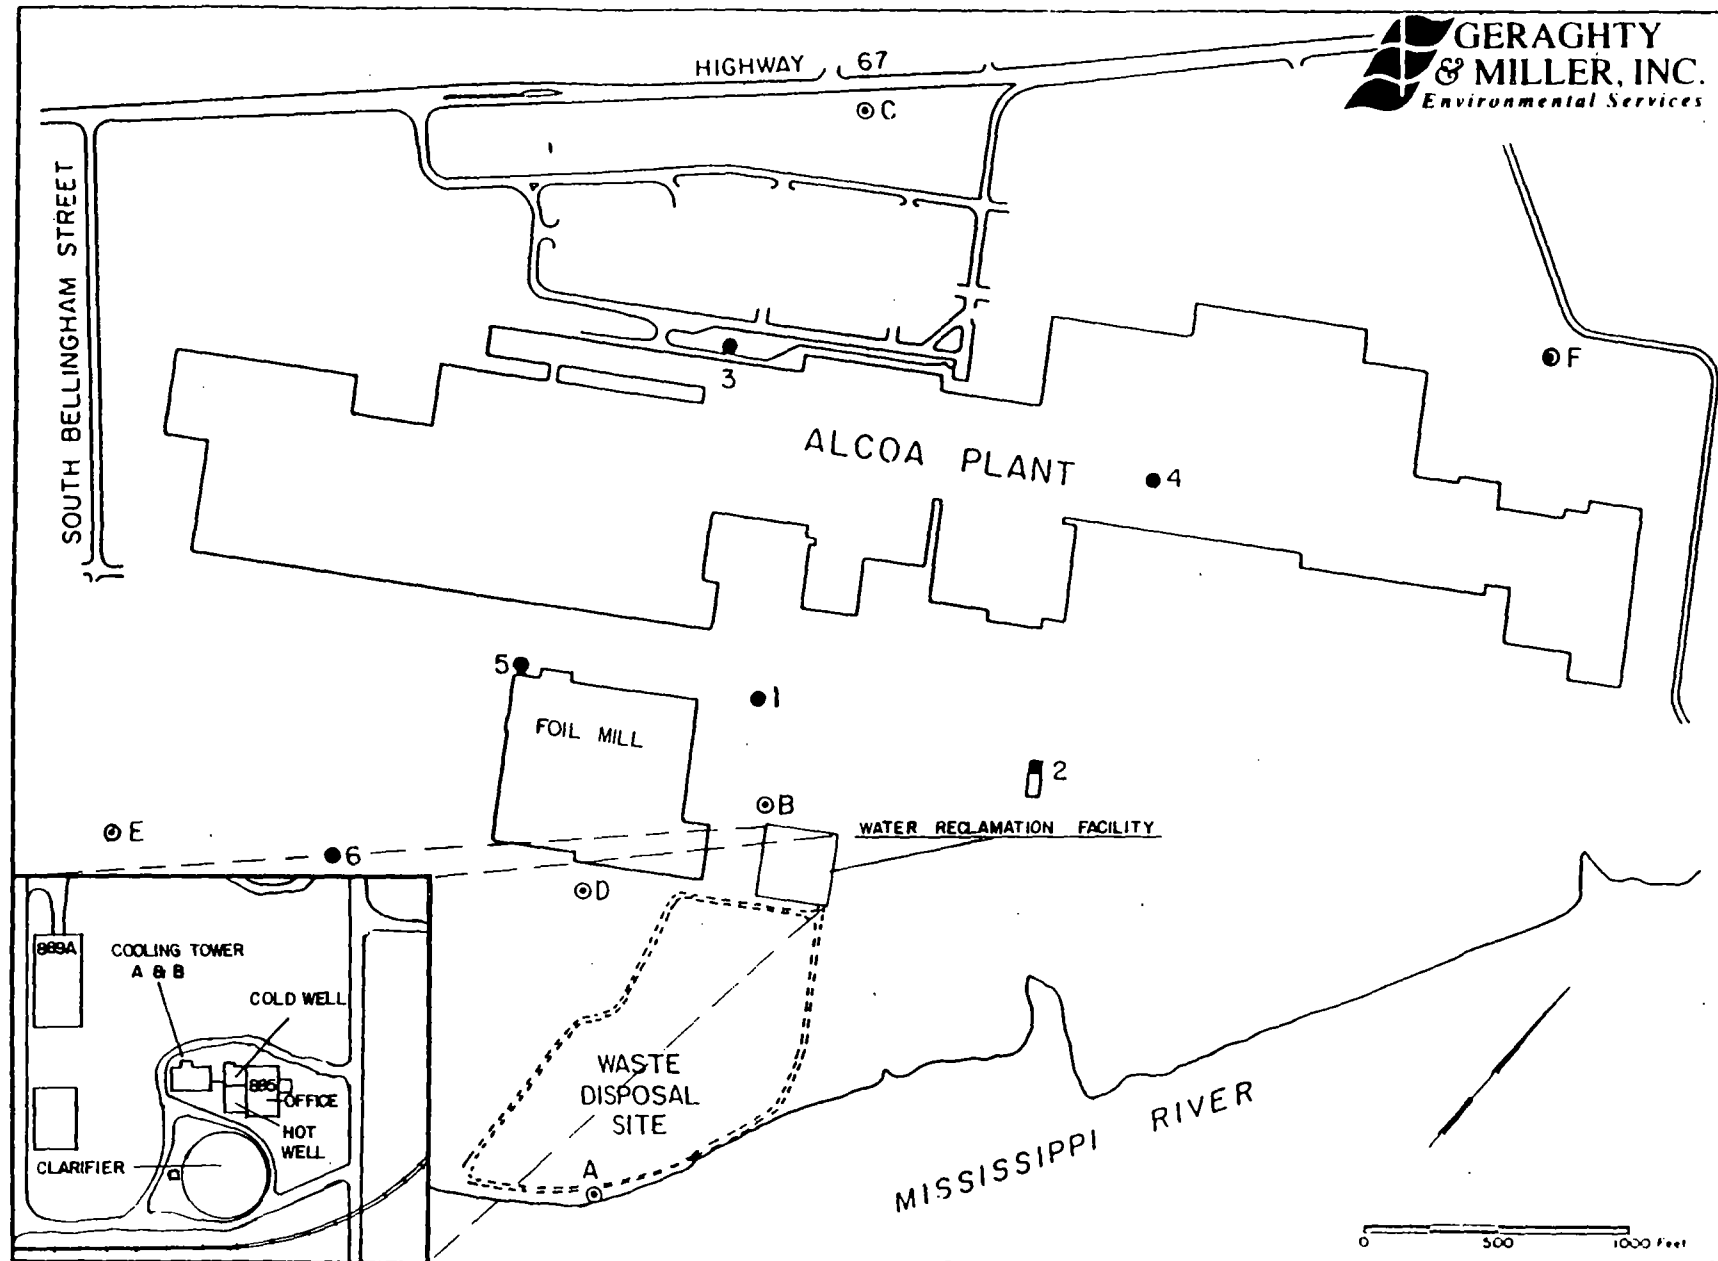 GERAGHTY
& MILLER, INC.
Environmental Services
HIGHWAY 67
C
SOUTH BELLINGHAM STREET
3
F
ALCOA PLANT
4
5
1
FOIL MILL
2
B
WATER RECLAMATION FACILITY
E
6
D
889A
COOLING TOWER
A & B
COLD WELL
885
OFFICE
HOT
WELL
CLARIFIER
WASTE
DISPOSAL
SITE
A
MISSISSIPPI RIVER
0 500 1000 Feet